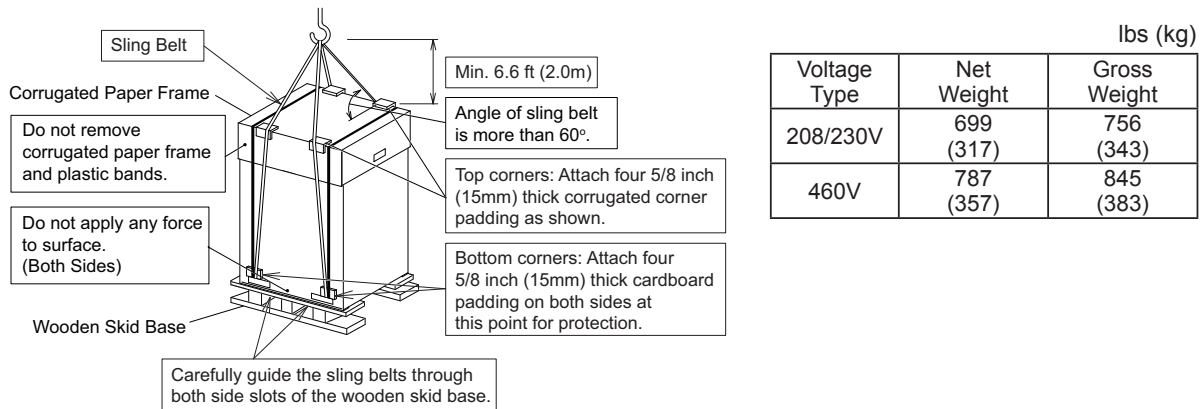 Sling Belt
Min. 6.6 ft (2.0m)
Corrugated Paper Frame
Angle of sling belt
is more than 60°.
Do not remove
corrugated paper frame
and plastic bands.
Top corners: Attach four 5/8 inch
(15mm) thick corrugated corner
padding as shown.
Do not apply any force
to surface.
(Both Sides)
Bottom corners: Attach four
5/8 inch (15mm) thick cardboard
padding on both sides at
this point for protection.
Wooden Skid Base
Carefully guide the sling belts through
both side slots of the wooden skid base.
lbs (kg)
Voltage Type Net Weight Gross Weight
208/230V 699 (317) 756 (343)
460V 787 (357) 845 (383)